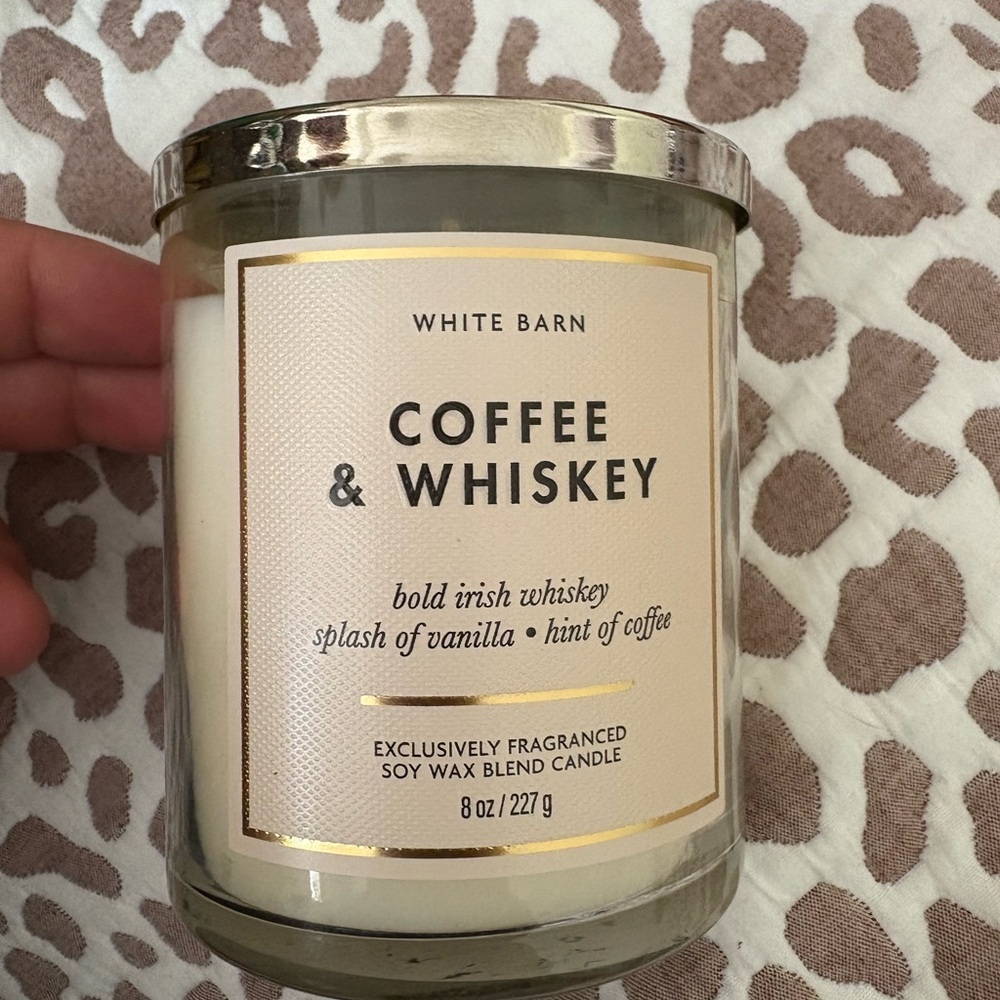 WHITE BARN
COFFEE
& WHISKEY
bold irish whiskey
splash of vanilla • hint of coffee
EXCLUSIVELY FRAGRANCED
SOY WAX BLEND CANDLE
8 oz / 227 g